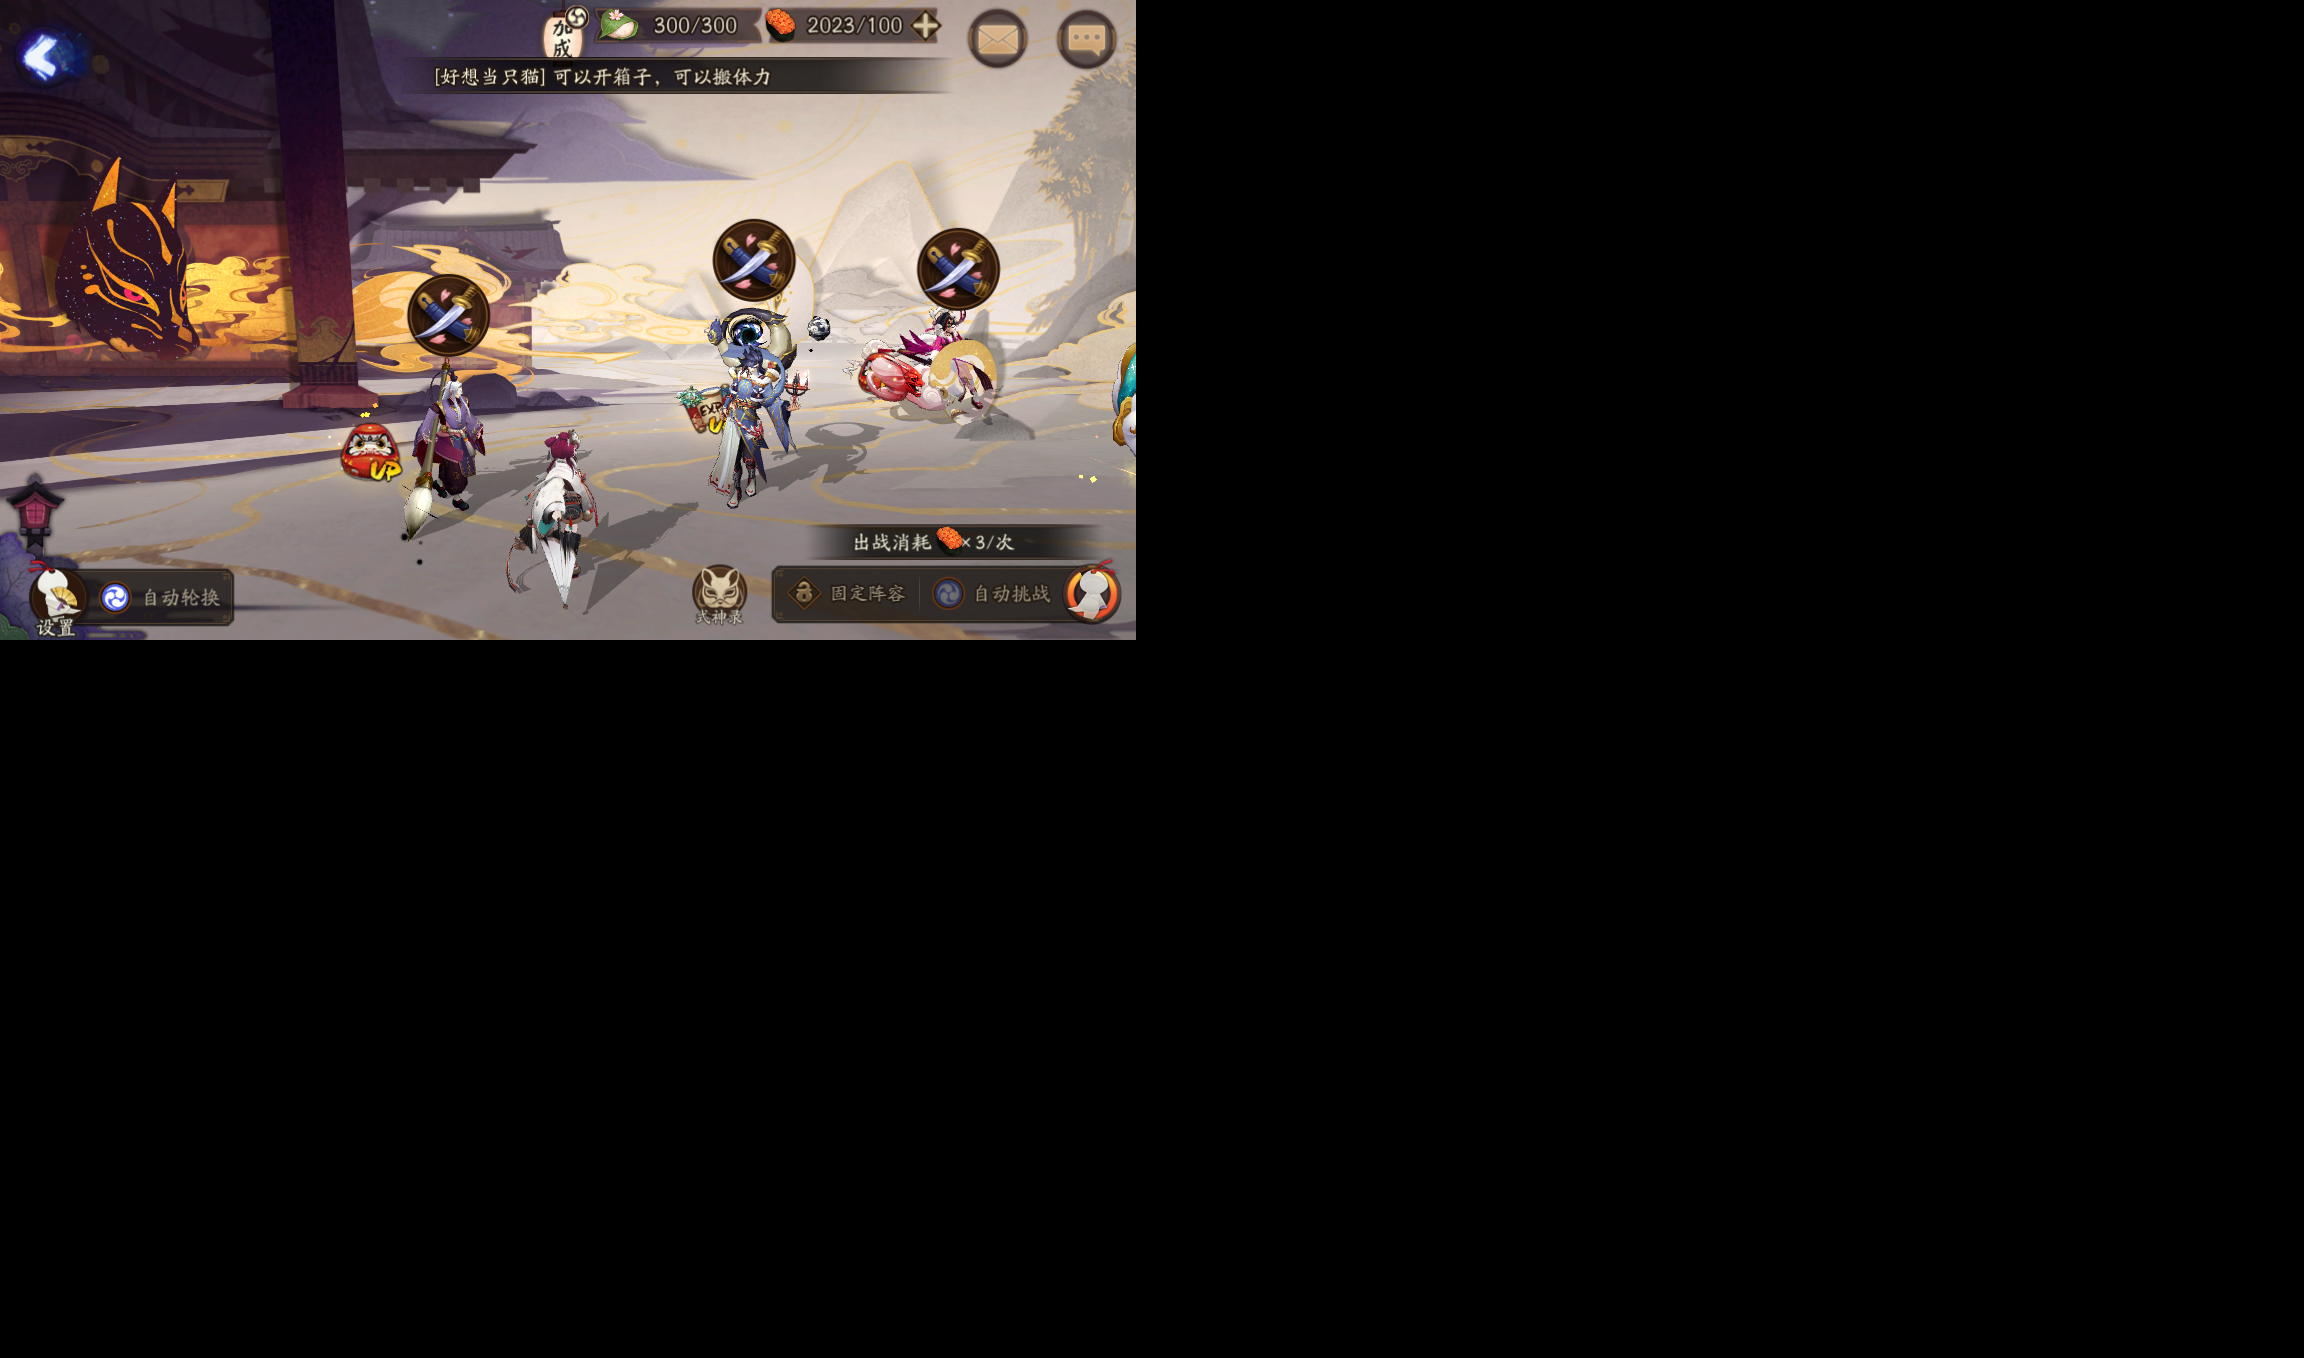 加成
300/300
2023/100
[好想当只猫] 可以开箱子，可以搬体力
UP
EXP
出战消耗 ×3/次
自动轮换
设置
式神录
固定阵容
自动挑战